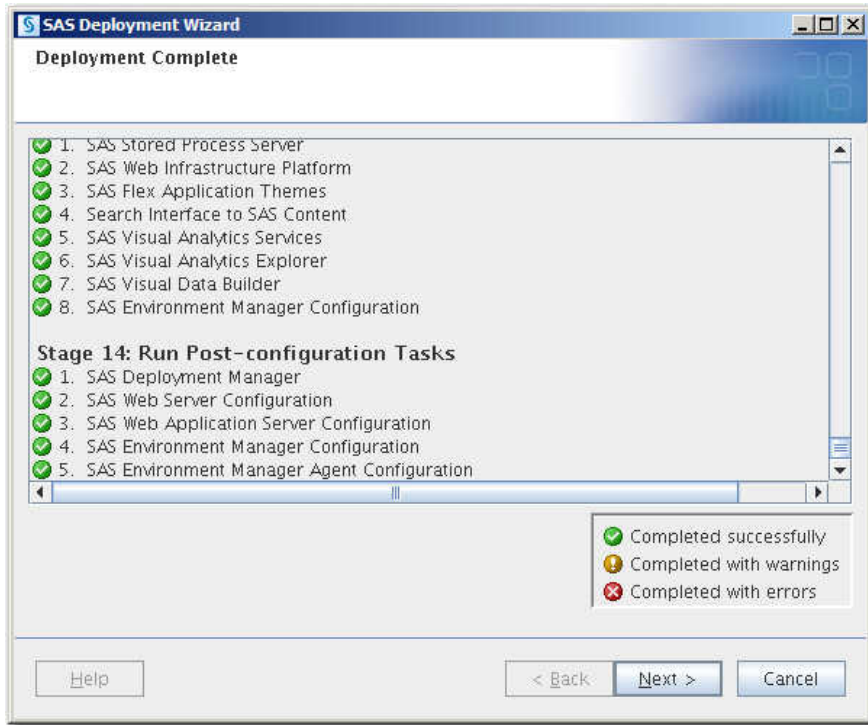 SAS Deployment Wizard
Deployment Complete
1. SAS Stored Process Server
2. SAS Web Infrastructure Platform
3. SAS Flex Application Themes
4. Search Interface to SAS Content
5. SAS Visual Analytics Services
6. SAS Visual Analytics Explorer
7. SAS Visual Data Builder
8. SAS Environment Manager Configuration
Stage 14: Run Post-configuration Tasks
1. SAS Deployment Manager
2. SAS Web Server Configuration
3. SAS Web Application Server Configuration
4. SAS Environment Manager Configuration
5. SAS Environment Manager Agent Configuration
Completed successfully
Completed with warnings
Completed with errors
Help
< Back
Next >
Cancel